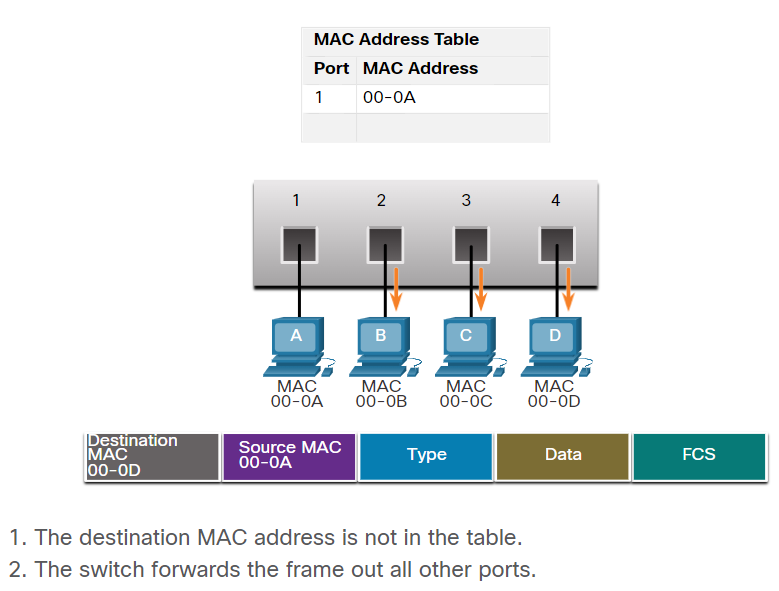 MAC Address Table
Port MAC Address
1 00-0A
1 2 3 4
A B C D
MAC MAC MAC MAC
00-0A 00-0B 00-0C 00-0D
Destination
MAC
00-0D
Source MAC
00-0A
Type
Data
FCS
1. The destination MAC address is not in the table.
2. The switch forwards the frame out all other ports.